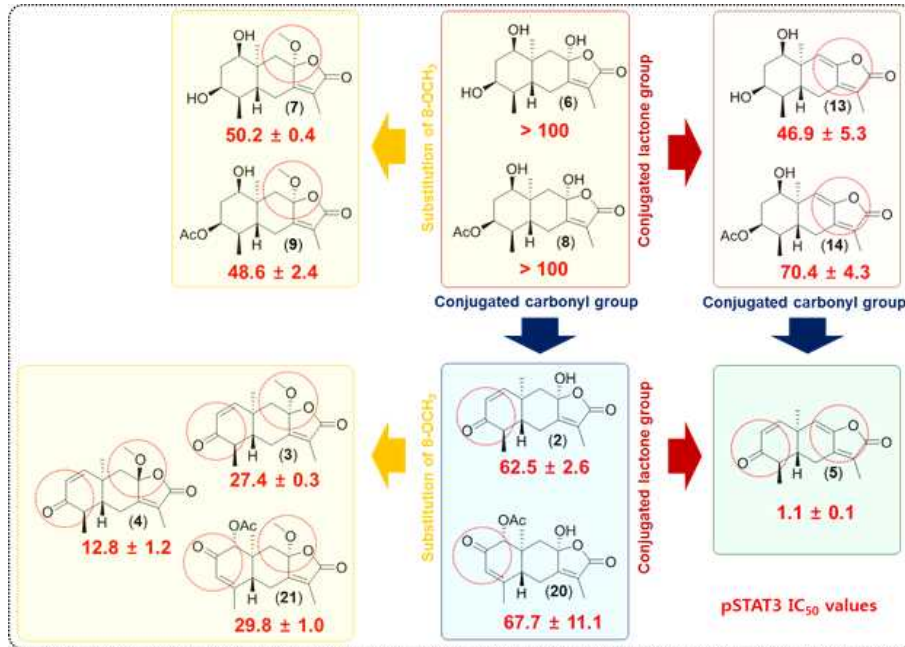 OH
O
O
O
HO
H
(7)
50.2 ± 0.4
OH
O
O
O
AcO
H
(9)
48.6 ± 2.4
Substitution of 8-OCH3
OH
OH
O
O
HO
H
(6)
> 100
OH
OH
O
O
AcO
H
(8)
> 100
Conjugated lactone group
OH
O
O
HO
H
(13)
46.9 ± 5.3
OH
O
O
AcO
H
(14)
70.4 ± 4.3
Conjugated carbonyl group
Conjugated carbonyl group
O
O
O
O
H
(3)
27.4 ± 0.3
O
O
O
O
H
(4)
12.8 ± 1.2
OAc
O
O
O
O
H
(21)
29.8 ± 1.0
Substitution of 8-OCH3
OH
O
O
O
H
(2)
62.5 ± 2.6
OAc
OH
O
O
O
H
(20)
67.7 ± 11.1
Conjugated lactone group
O
O
O
H
(5)
1.1 ± 0.1
pSTAT3 IC50 values